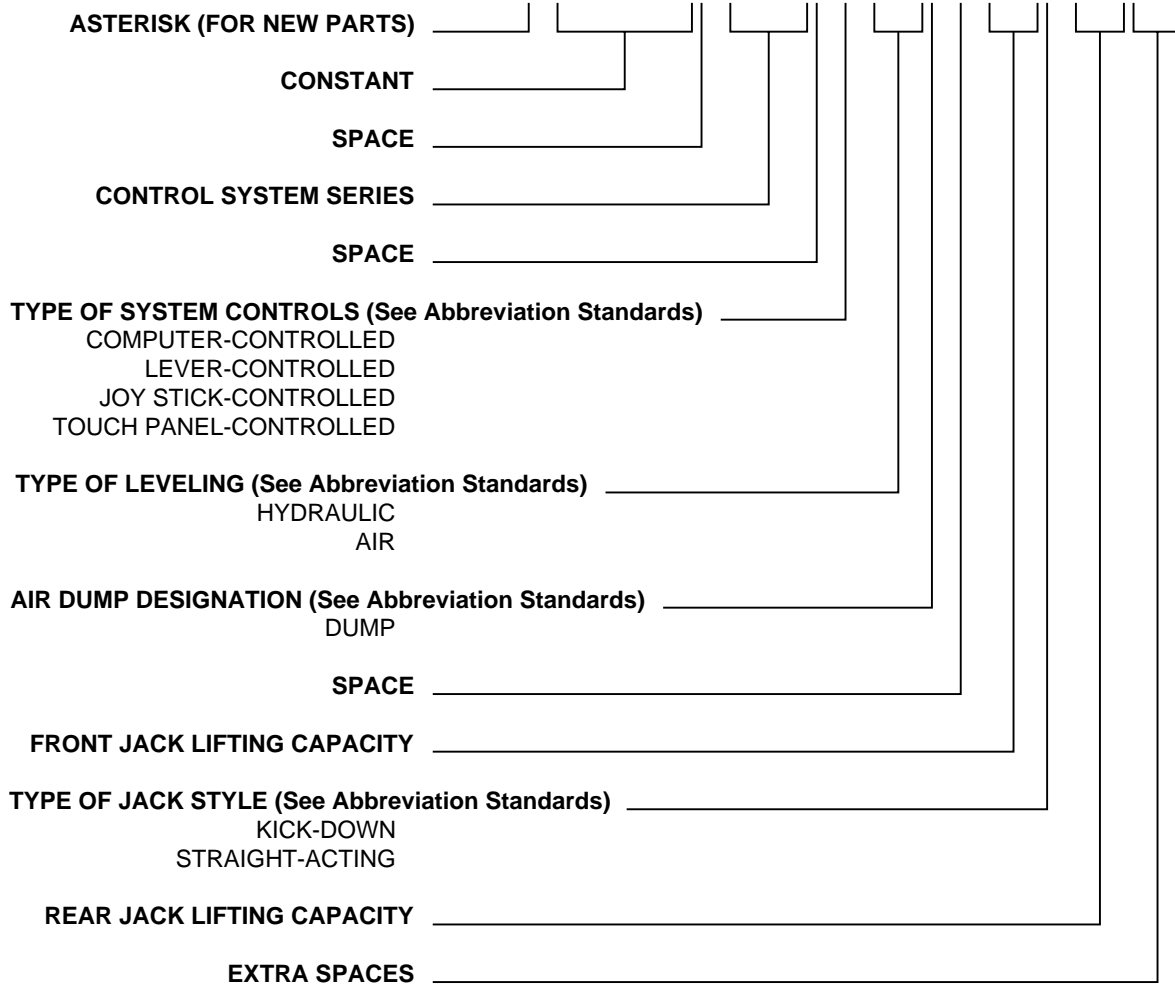 ASTERISK (FOR NEW PARTS)
CONSTANT
SPACE
CONTROL SYSTEM SERIES
SPACE
TYPE OF SYSTEM CONTROLS (See Abbreviation Standards)
COMPUTER-CONTROLLED
LEVER-CONTROLLED
JOY STICK-CONTROLLED
TOUCH PANEL-CONTROLLED
TYPE OF LEVELING (See Abbreviation Standards)
HYDRAULIC
AIR
AIR DUMP DESIGNATION (See Abbreviation Standards)
DUMP
SPACE
FRONT JACK LIFTING CAPACITY
TYPE OF JACK STYLE (See Abbreviation Standards)
KICK-DOWN
STRAIGHT-ACTING
REAR JACK LIFTING CAPACITY
EXTRA SPACES